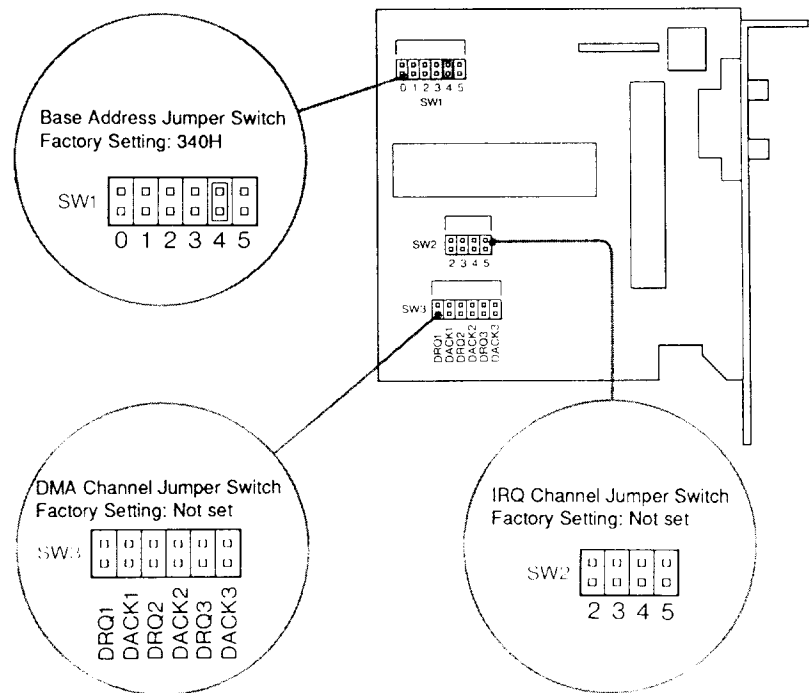 0 1 2 3 4 5
SW1
Base Address Jumper Switch
Factory Setting: 340H
SW1
0 1 2 3 4 5
SW2
2 3 4 5
SW3
DRQ1
DACK1
DRQ2
DACK2
DRQ3
DACK3
DMA Channel Jumper Switch
Factory Setting: Not set
SW3
DRQ1
DACK1
DRQ2
DACK2
DRQ3
DACK3
IRQ Channel Jumper Switch
Factory Setting: Not set
SW2
2 3 4 5